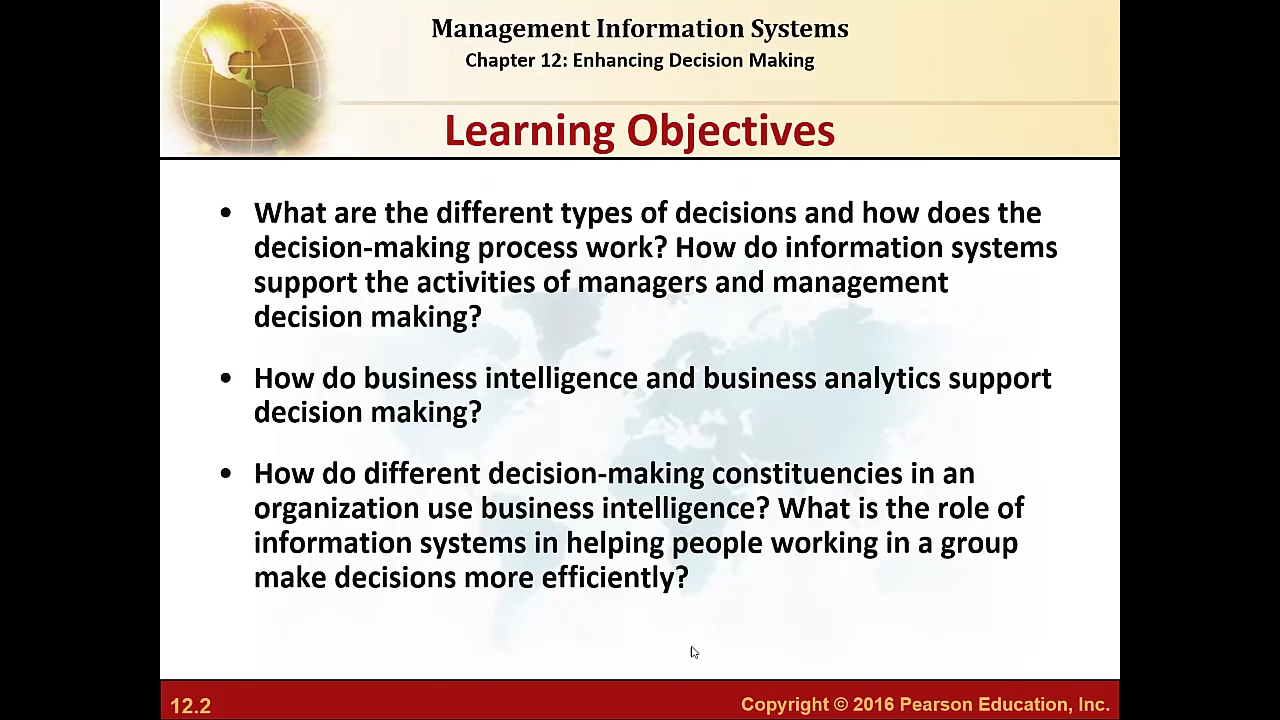 Management Information Systems
Chapter 12: Enhancing Decision Making
Learning Objectives
• What are the different types of decisions and how does the
decision-making process work? How do information systems
support the activities of managers and management
decision making?
• How do business intelligence and business analytics support
decision making?
• How do different decision-making constituencies in an
organization use business intelligence? What is the role of
information systems in helping people working in a group
make decisions more efficiently?
12.2
Copyright © 2016 Pearson Education, Inc.